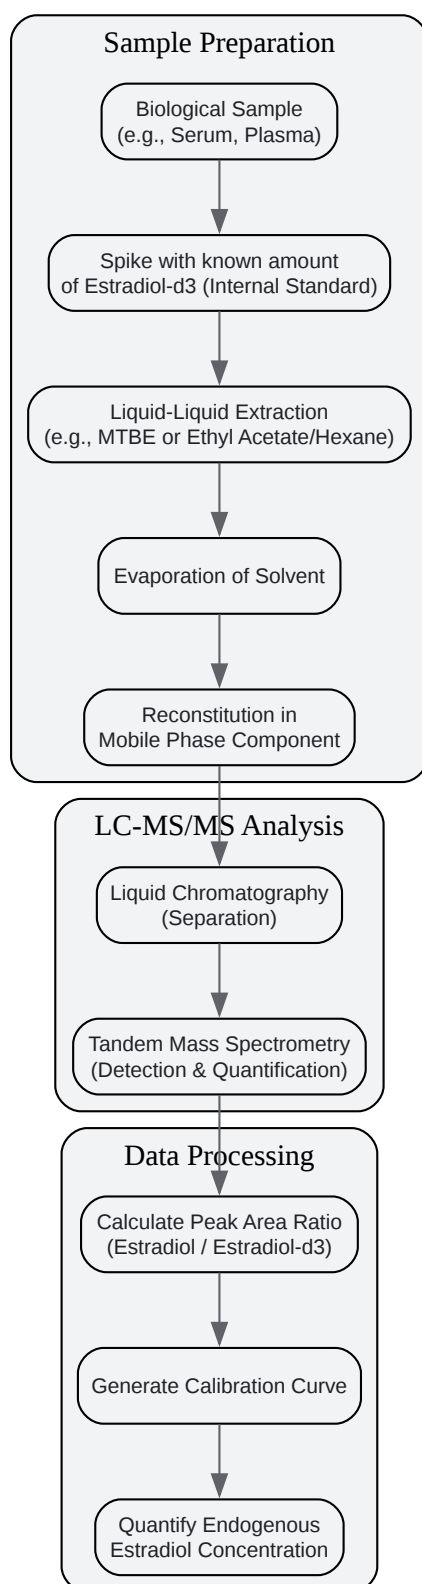 Sample Preparation
Biological Sample
(e.g., Serum, Plasma)
Spike with known amount
of Estradiol-d3 (Internal Standard)
Liquid-Liquid Extraction
(e.g., MTBE or Ethyl Acetate/Hexane)
Evaporation of Solvent
Reconstitution in
Mobile Phase Component
LC-MS/MS Analysis
Liquid Chromatography
(Separation)
Tandem Mass Spectrometry
(Detection & Quantification)
Data Processing
Calculate Peak Area Ratio
(Estradiol / Estradiol-d3)
Generate Calibration Curve
Quantify Endogenous
Estradiol Concentration